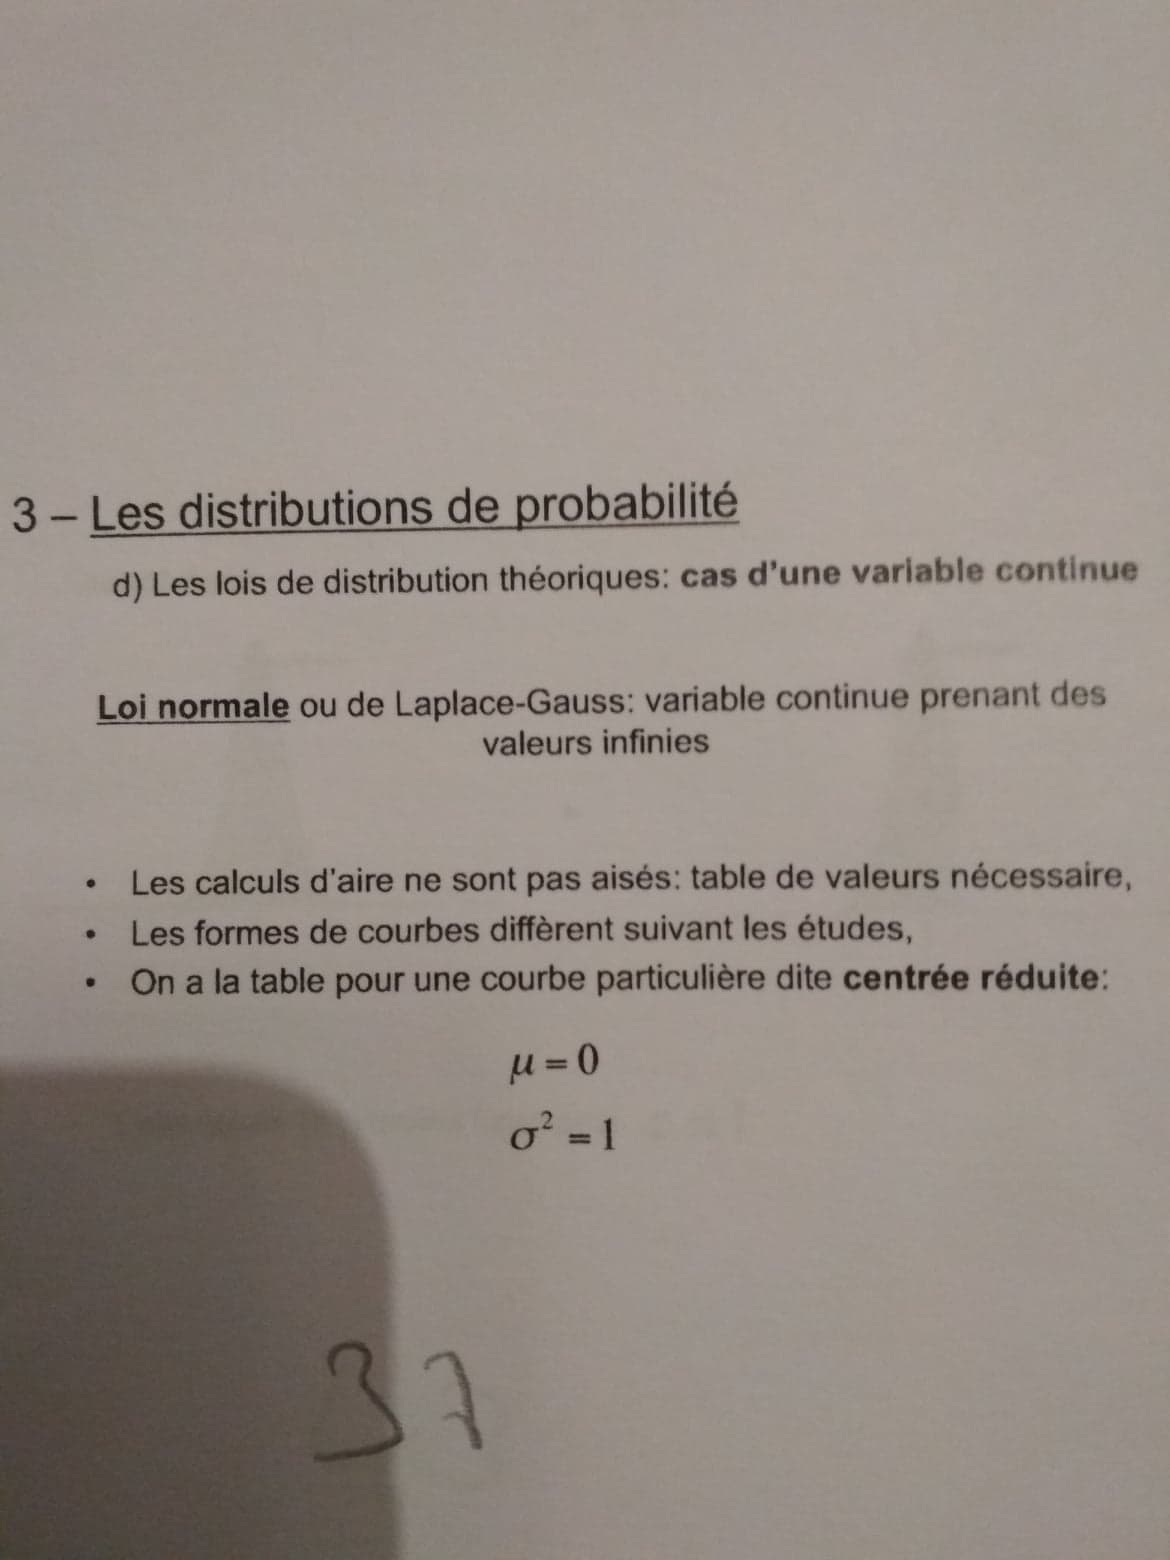 3 – Les distributions de probabilité
d) Les lois de distribution théoriques: cas d'une variable continue
Loi normale ou de Laplace-Gauss: variable continue prenant des
valeurs infinies
• Les calculs d'aire ne sont pas aisés: table de valeurs nécessaire,
• Les formes de courbes diffèrent suivant les études,
• On a la table pour une courbe particulière dite centrée réduite:
μ = 0
σ² = 1
37